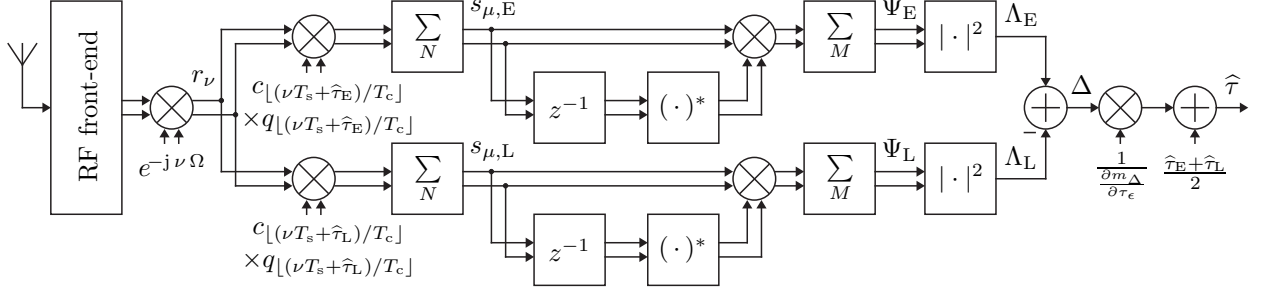 RF front-end
r_ν
e^{-j ν Ω}
c_{⌊(νT_s+τ̂_E)/T_c⌋}
×q_{⌊(νT_s+τ̂_E)/T_c⌋}
∑
N
s_{μ,E}
z^{-1}
(·)^*
∑
M
Ψ_E
|·|^2
Λ_E
c_{⌊(νT_s+τ̂_L)/T_c⌋}
×q_{⌊(νT_s+τ̂_L)/T_c⌋}
∑
N
s_{μ,L}
z^{-1}
(·)^*
∑
M
Ψ_L
|·|^2
Λ_L
-
Δ
1
∂m_Δ
∂τ_ϵ
τ̂_E+τ̂_L
2
τ̂